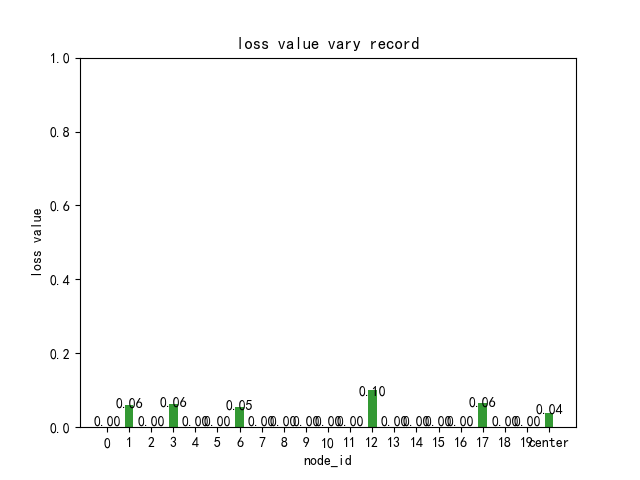 loss value vary record
1.0
0.8
0.6
0.4
0.2
0.0
loss value
0.00 0.06 0.00 0.06 0.00 0.00 0.05 0.00 0.00 0.00 0.00 0.00 0.10 0.00 0.00 0.00 0.00 0.06 0.00 0.00 0.04
0 1 2 3 4 5 6 7 8 9 10 11 12 13 14 15 16 17 18 19 center
node_id